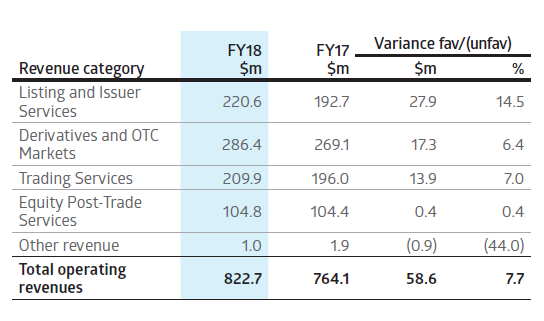 FY18 FY17 Variance fav/(unfav)
Revenue category $m $m $m %
Listing and Issuer
Services 220.6 192.7 27.9 14.5
Derivatives and OTC
Markets 286.4 269.1 17.3 6.4
Trading Services 209.9 196.0 13.9 7.0
Equity Post-Trade
Services 104.8 104.4 0.4 0.4
Other revenue 1.0 1.9 (0.9) (44.0)
Total operating
revenues 822.7 764.1 58.6 7.7